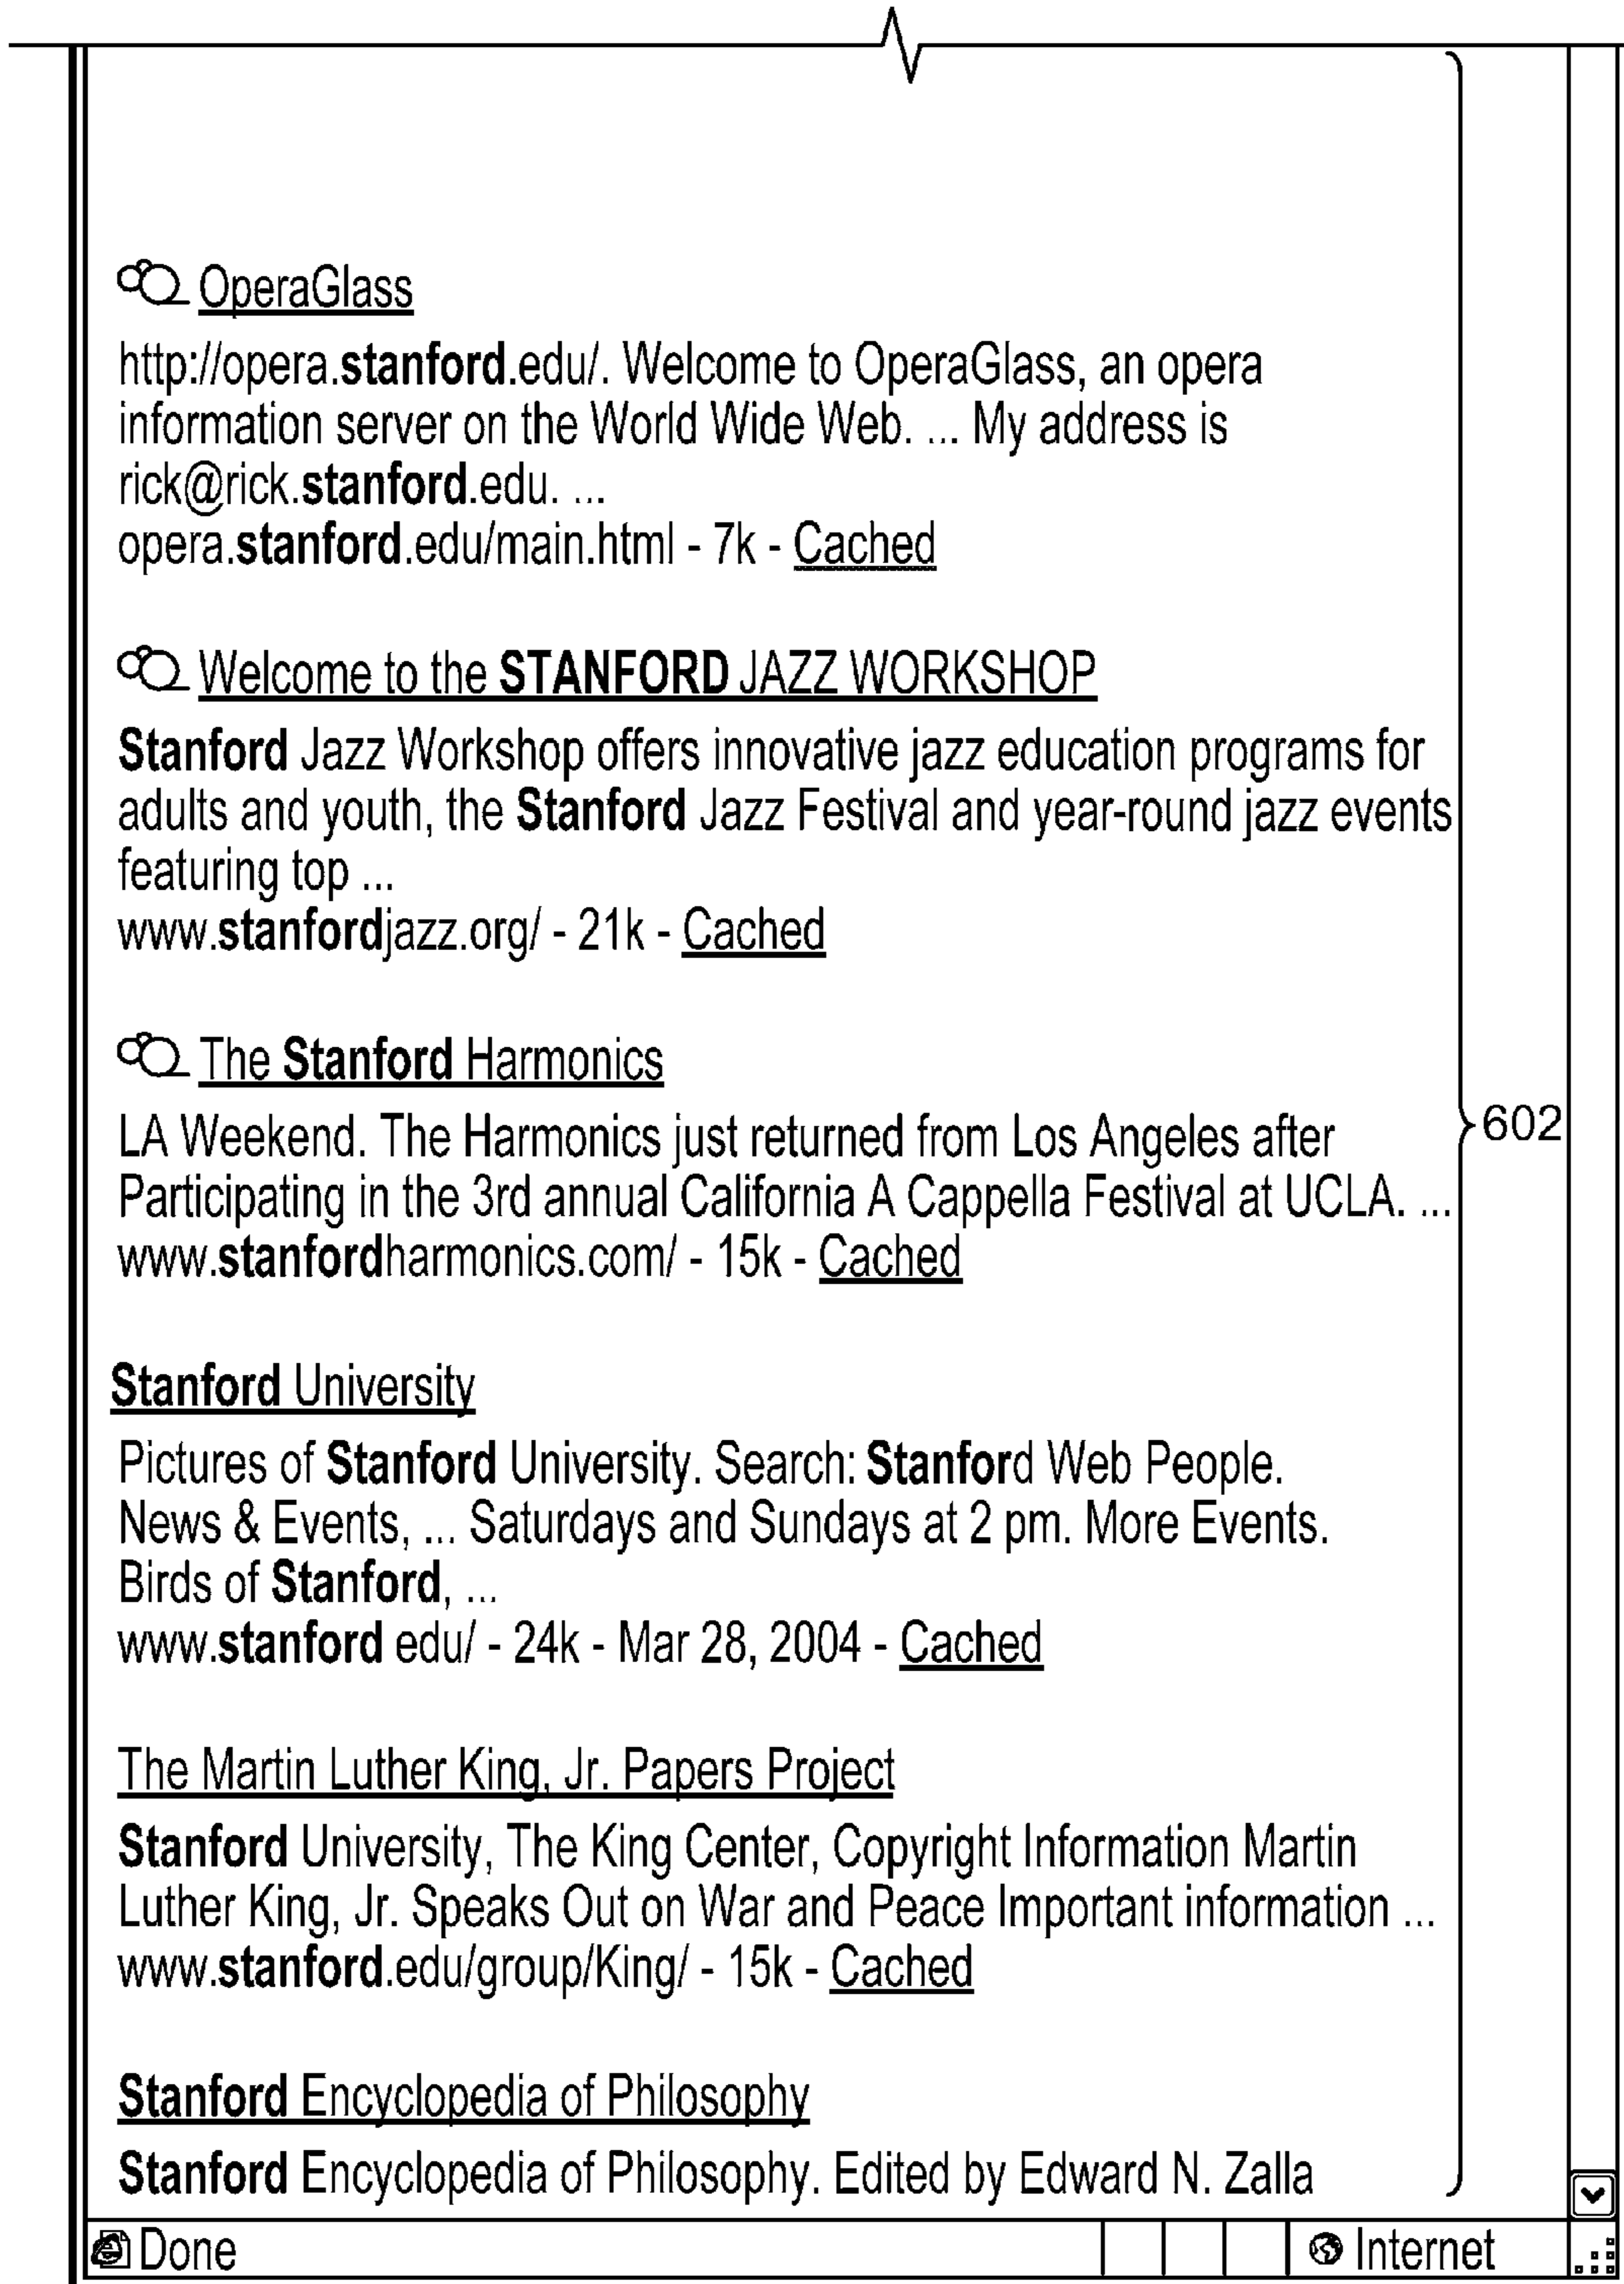 OperaGlass
http://opera.stanford.edu/. Welcome to OperaGlass, an opera
information server on the World Wide Web. ... My address is
rick@rick.stanford.edu. ...
opera.stanford.edu/main.html - 7k - Cached
Welcome to the STANFORD JAZZ WORKSHOP
Stanford Jazz Workshop offers innovative jazz education programs for
adults and youth, the Stanford Jazz Festival and year-round jazz events
featuring top ...
www.stanfordjazz.org/ - 21k - Cached
The Stanford Harmonics
LA Weekend. The Harmonics just returned from Los Angeles after
Participating in the 3rd annual California A Cappella Festival at UCLA. ...
www.stanfordharmonics.com/ - 15k - Cached
602
Stanford University
Pictures of Stanford University. Search: Stanford Web People.
News & Events, ... Saturdays and Sundays at 2 pm. More Events.
Birds of Stanford, ...
www.stanford edu/ - 24k - Mar 28, 2004 - Cached
The Martin Luther King, Jr. Papers Project
Stanford University, The King Center, Copyright Information Martin
Luther King, Jr. Speaks Out on War and Peace Important information ...
www.stanford.edu/group/King/ - 15k - Cached
Stanford Encyclopedia of Philosophy
Stanford Encyclopedia of Philosophy. Edited by Edward N. Zalla
Done
Internet